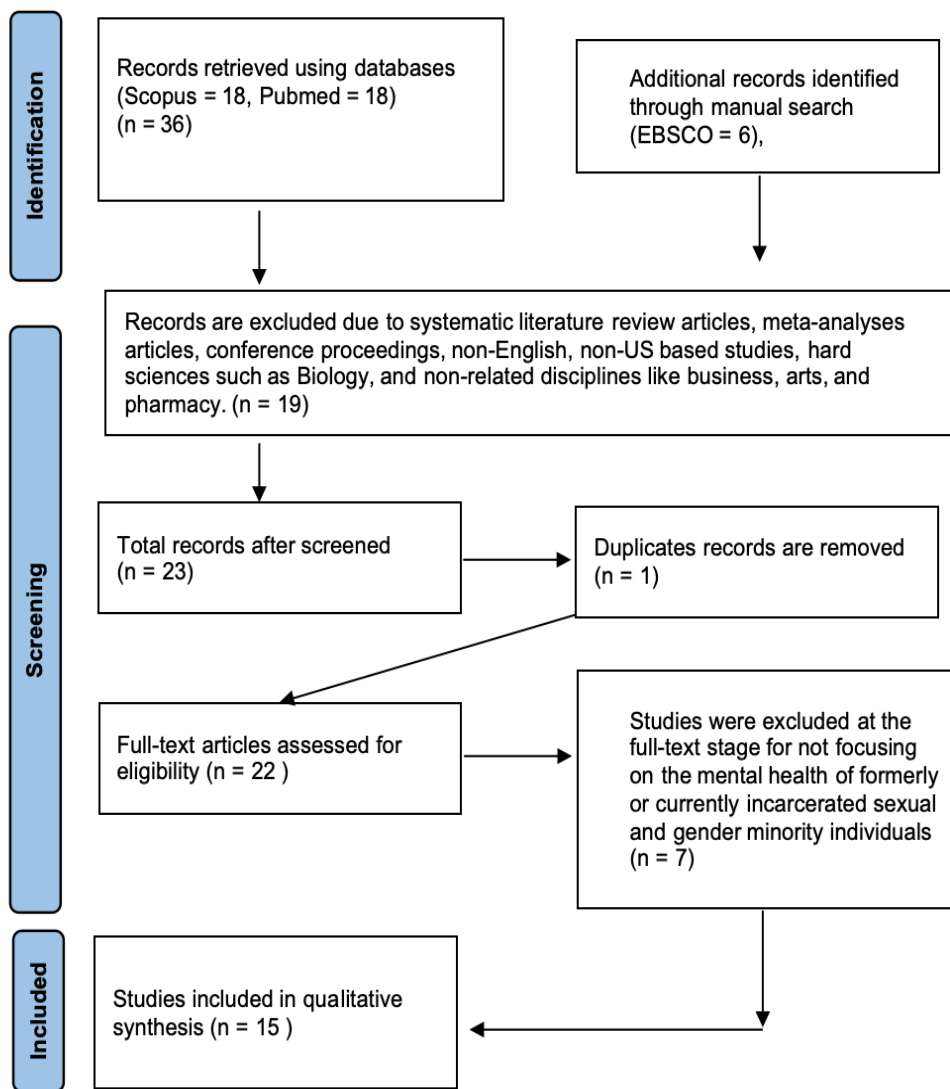 Identification
Records retrieved using databases
(Scopus = 18, Pubmed = 18)
(n = 36)
Additional records identified
through manual search
(EBSCO = 6),
Screening
Records are excluded due to systematic literature review articles, meta-analyses
articles, conference proceedings, non-English, non-US based studies, hard
sciences such as Biology, and non-related disciplines like business, arts, and
pharmacy. (n = 19)
Total records after screened
(n = 23)
Duplicates records are removed
(n = 1)
Full-text articles assessed for
eligibility (n = 22 )
Studies were excluded at the
full-text stage for not focusing
on the mental health of formerly
or currently incarcerated sexual
and gender minority individuals
(n = 7)
Included
Studies included in qualitative
synthesis (n = 15 )